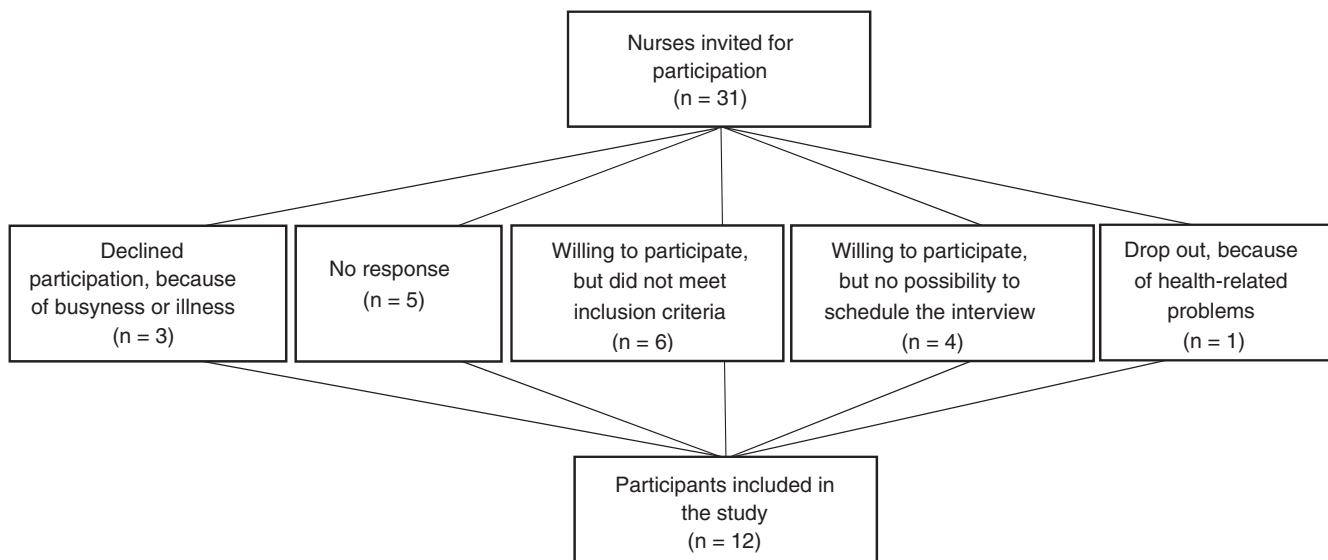 Nurses invited for
participation
(n = 31)
Declined
participation, because
of busyness or illness
(n = 3)
No response
(n = 5)
Willing to participate,
but did not meet
inclusion criteria
(n = 6)
Willing to participate,
but no possibility to
schedule the interview
(n = 4)
Drop out, because
of health-related
problems
(n = 1)
Participants included in
the study
(n = 12)